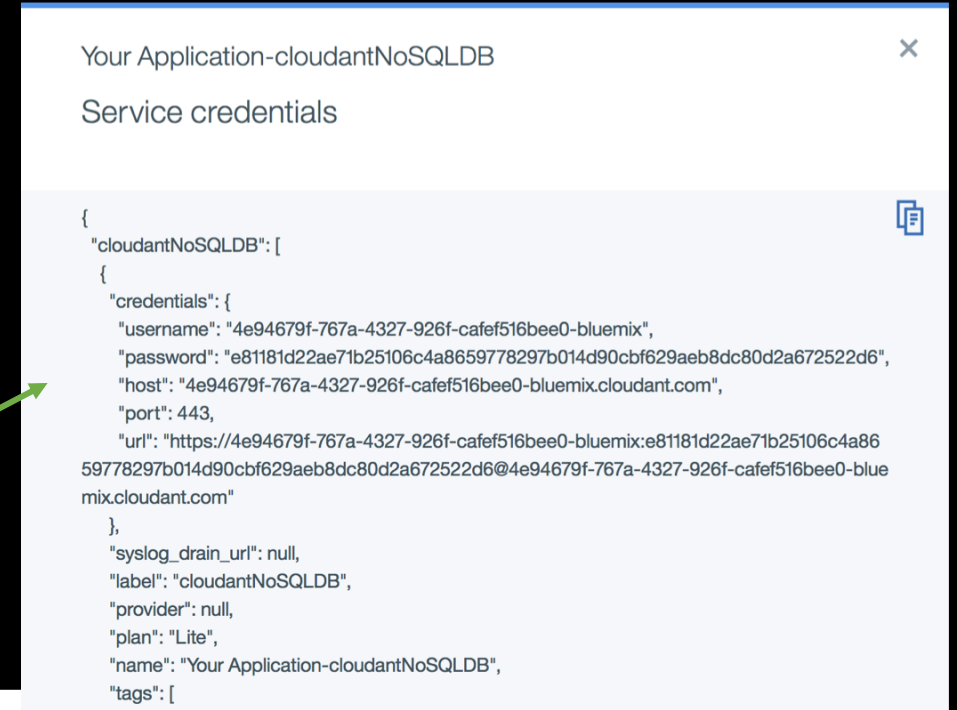 Your Application-cloudantNoSQLDB
Service credentials
{
"cloudantNoSQLDB": [
{
"credentials": {
"username": "4e94679f-767a-4327-926f-cafef516bee0-bluemix",
"password": "e81181d22ae71b25106c4a8659778297b014d90cbf629aeb8dc80d2a672522d6",
"host": "4e94679f-767a-4327-926f-cafef516bee0-bluemix.cloudant.com",
"port": 443,
"url": "https://4e94679f-767a-4327-926f-cafef516bee0-bluemix:e81181d22ae71b25106c4a86
59778297b014d90cbf629aeb8dc80d2a672522d6@4e94679f-767a-4327-926f-cafef516bee0-blue
mix.cloudant.com"
},
"syslog_drain_url": null,
"label": "cloudantNoSQLDB",
"provider": null,
"plan": "Lite",
"name": "Your Application-cloudantNoSQLDB",
"tags": [